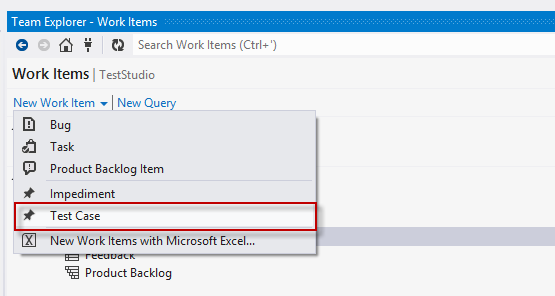 Team Explorer - Work Items
Search Work Items (Ctrl+')
Work Items | TestStudio
New Work Item | New Query
Bug
Task
Product Backlog Item
Impediment
Test Case
New Work Items with Microsoft Excel...
Feedback
Product Backlog